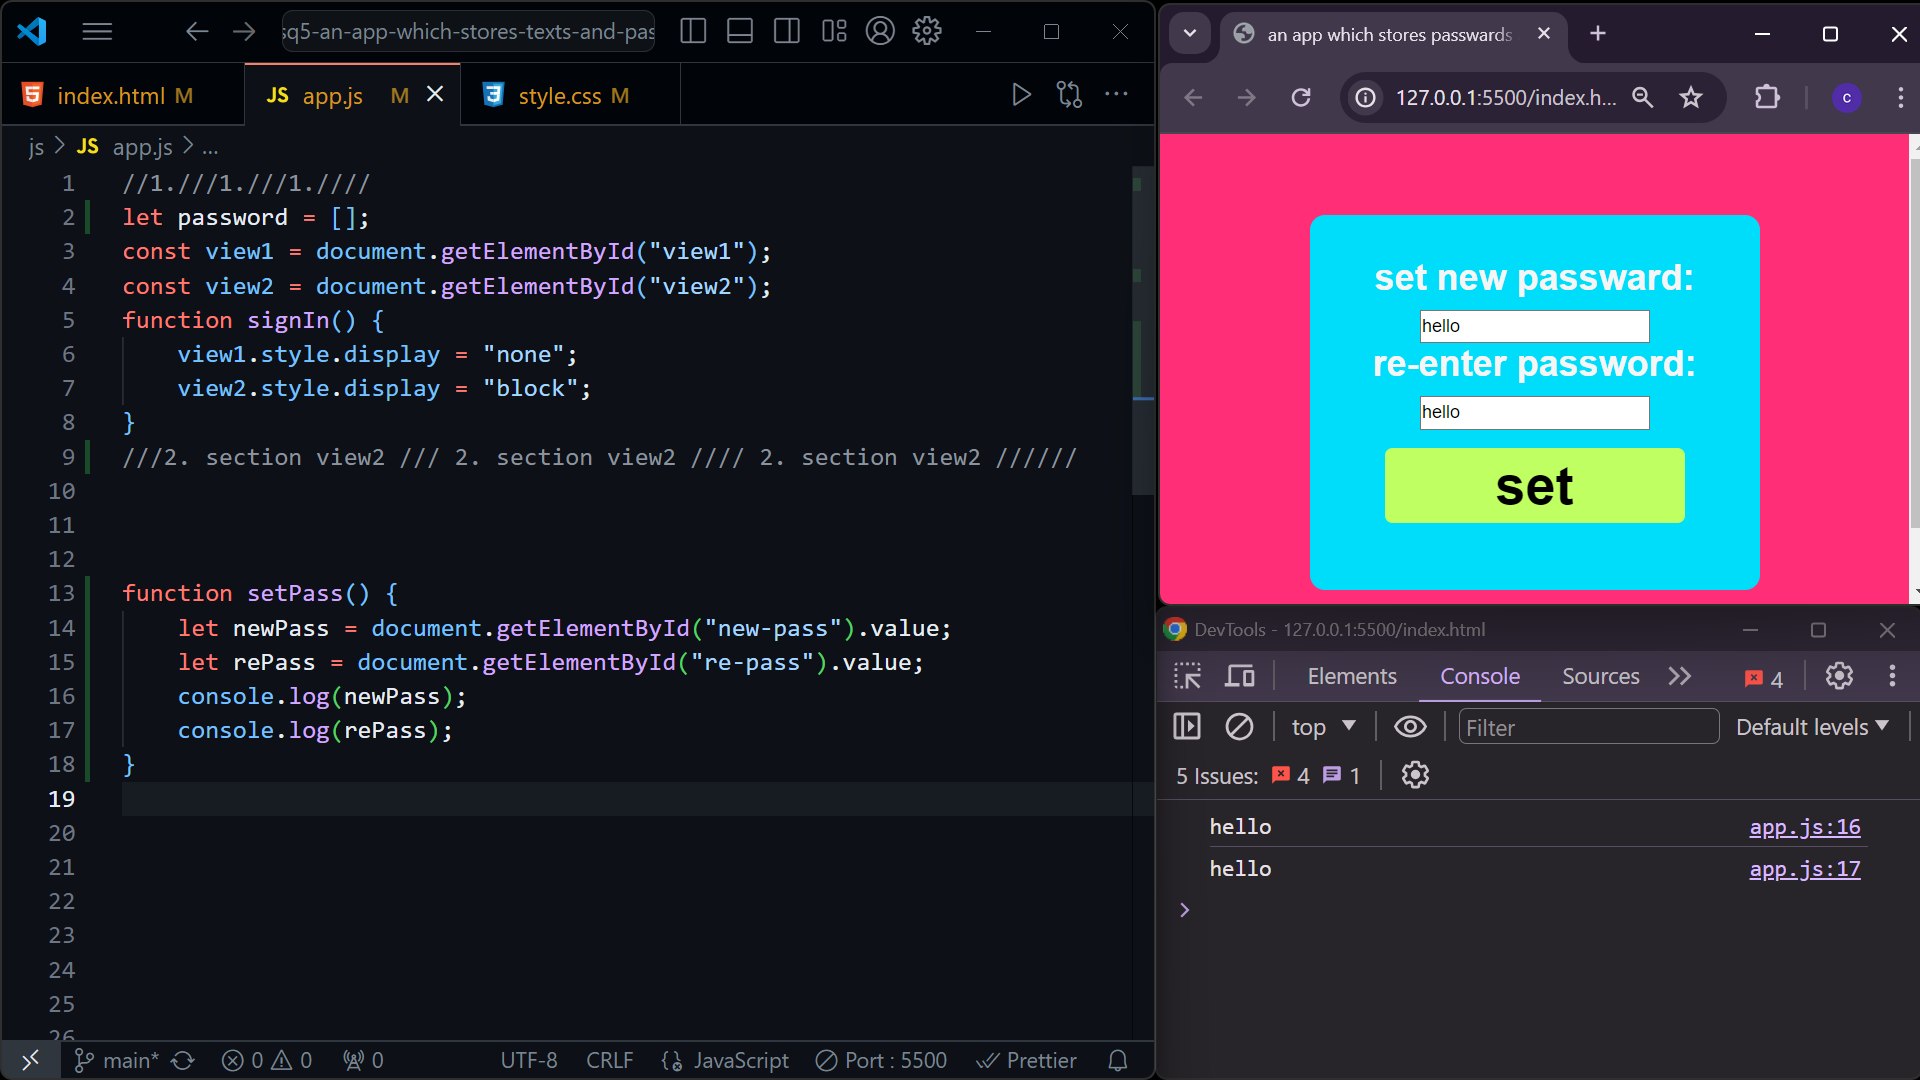 sq5-an-app-which-stores-texts-and-pas
index.html M
JS app.js M
style.css M
js > JS app.js > ...
1 //1.///1.///1.////
2 let password = [];
3 const view1 = document.getElementById("view1");
4 const view2 = document.getElementById("view2");
5 function signIn() {
6 view1.style.display = "none";
7 view2.style.display = "block";
8 }
9 ///2. section view2 /// 2. section view2 //// 2. section view2 //////
10
11
12
13 function setPass() {
14 let newPass = document.getElementById("new-pass").value;
15 let rePass = document.getElementById("re-pass").value;
16 console.log(newPass);
17 console.log(rePass);
18 }
19
20
21
22
23
24
25
26
main* 0 0 0 UTF-8 CRLF JavaScript Port : 5500 Prettier
an app which stores passwards
127.0.0.1:5500/index.h...
c
set new passward:
hello
re-enter password:
hello
set
DevTools - 127.0.0.1:5500/index.html
Elements Console Sources 4
top Filter Default levels
5 Issues: 4 1
hello app.js:16
hello app.js:17